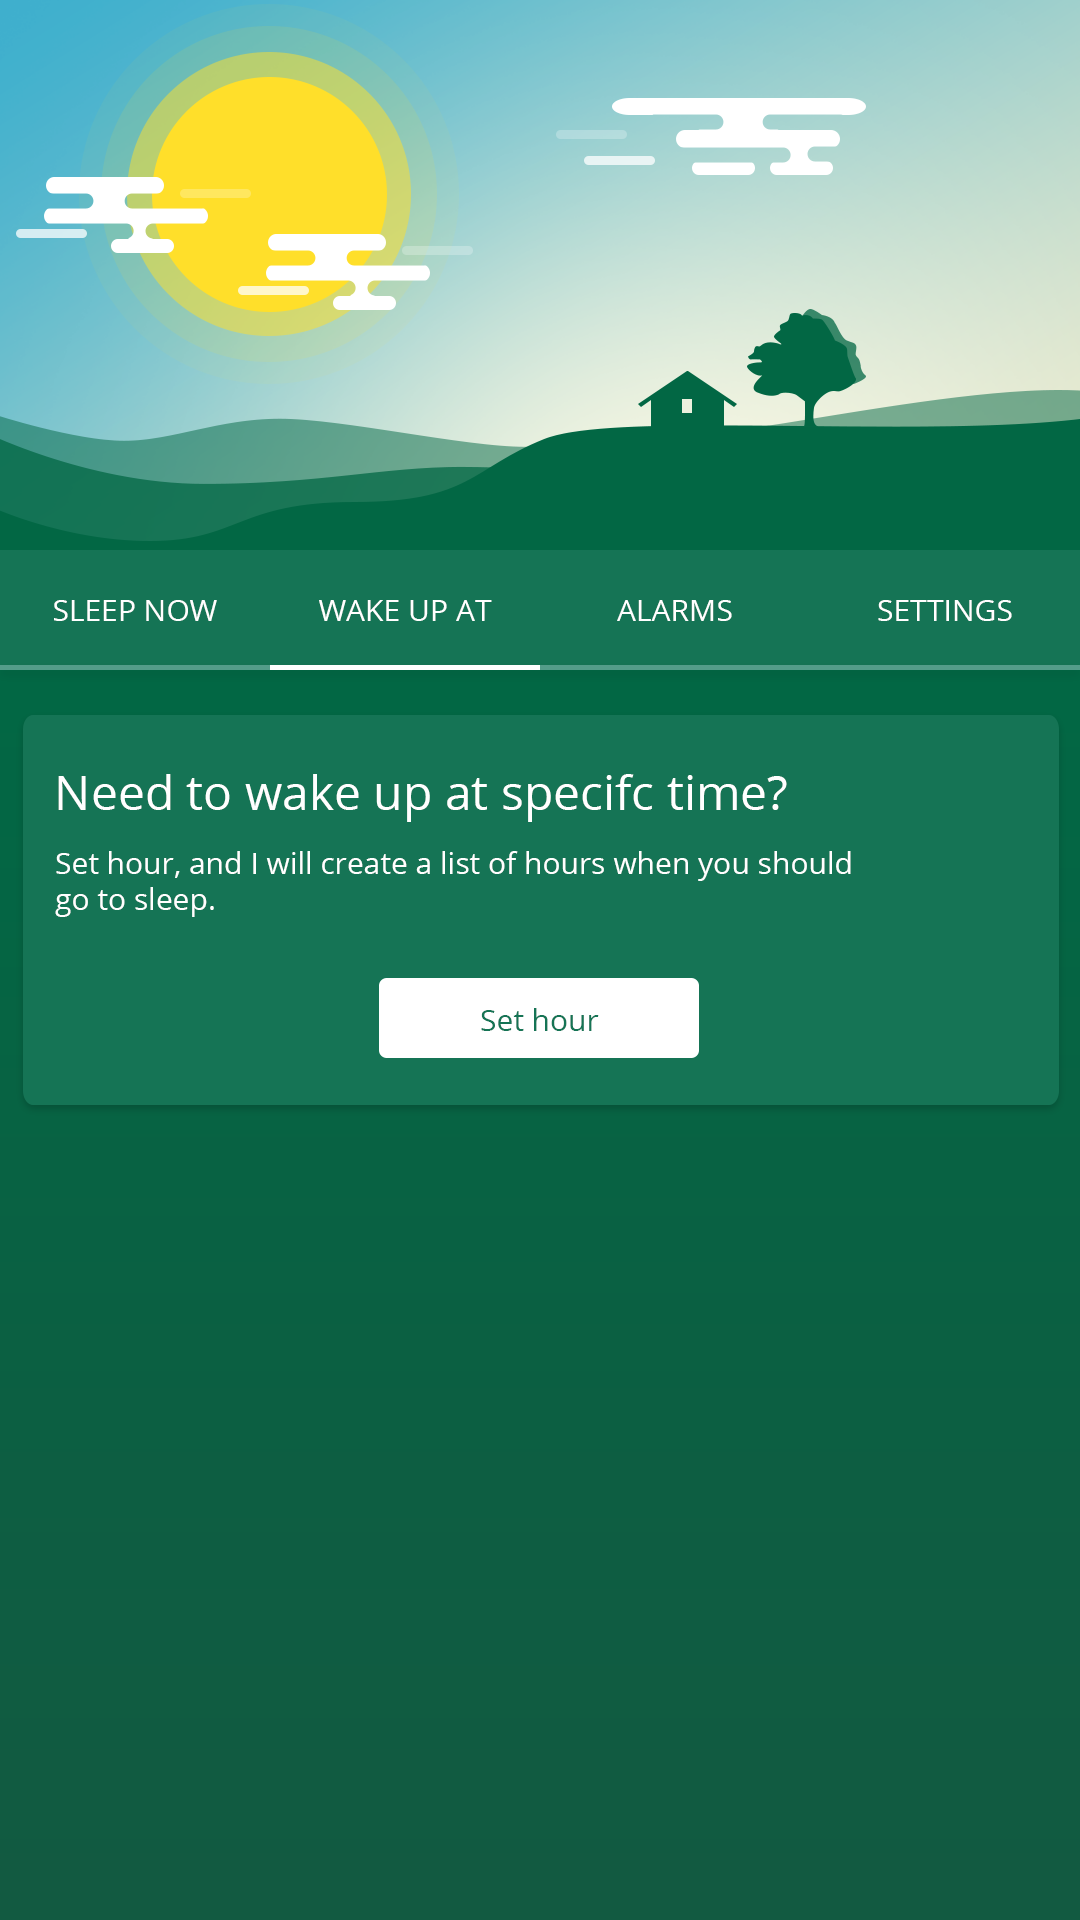 SLEEP NOW WAKE UP AT ALARMS SETTINGS
Need to wake up at specifc time?
Set hour, and I will create a list of hours when you should
go to sleep.
Set hour